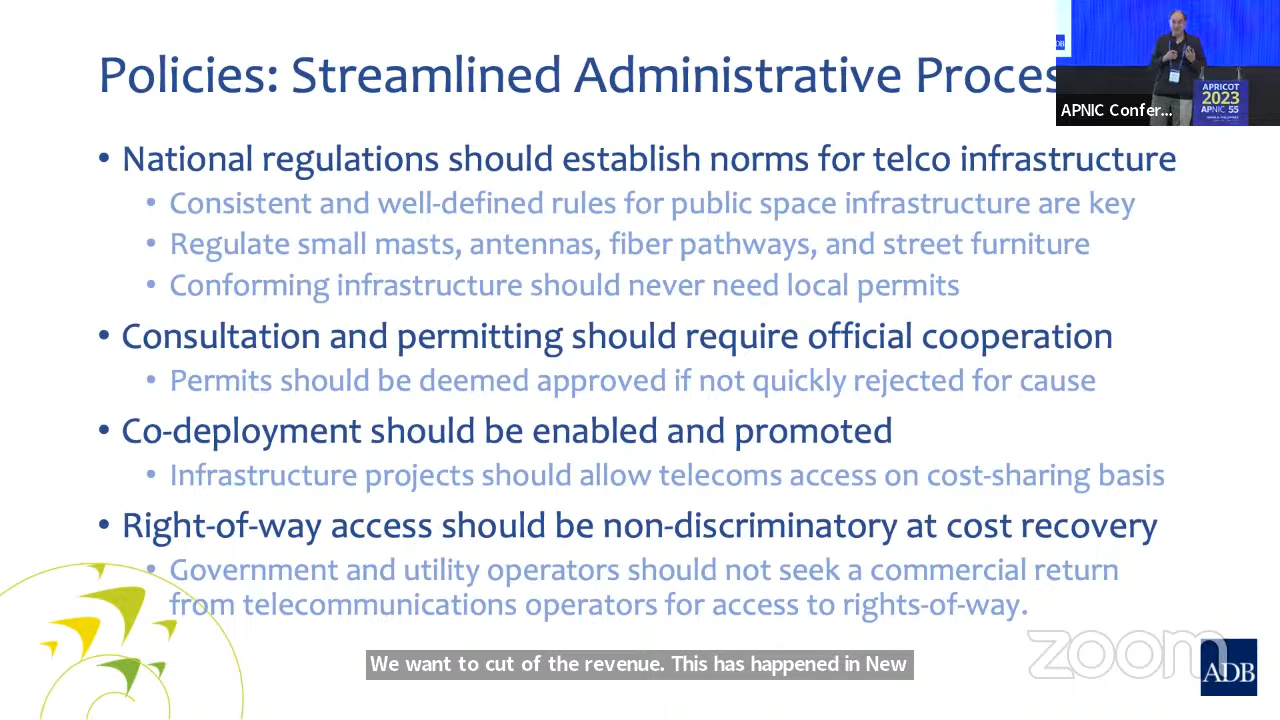 Policies: Streamlined Administrative Proces
• National regulations should establish norms for telco infrastructure
• Consistent and well-defined rules for public space infrastructure are key
• Regulate small masts, antennas, fiber pathways, and street furniture
• Conforming infrastructure should never need local permits
• Consultation and permitting should require official cooperation
• Permits should be deemed approved if not quickly rejected for cause
• Co-deployment should be enabled and promoted
• Infrastructure projects should allow telecoms access on cost-sharing basis
• Right-of-way access should be non-discriminatory at cost recovery
• Government and utility operators should not seek a commercial return
from telecommunications operators for access to rights-of-way.
We want to cut of the revenue. This has happened in New
APNIC Confer...
APRICOT
2023
APNIC 55
zoom
ADB